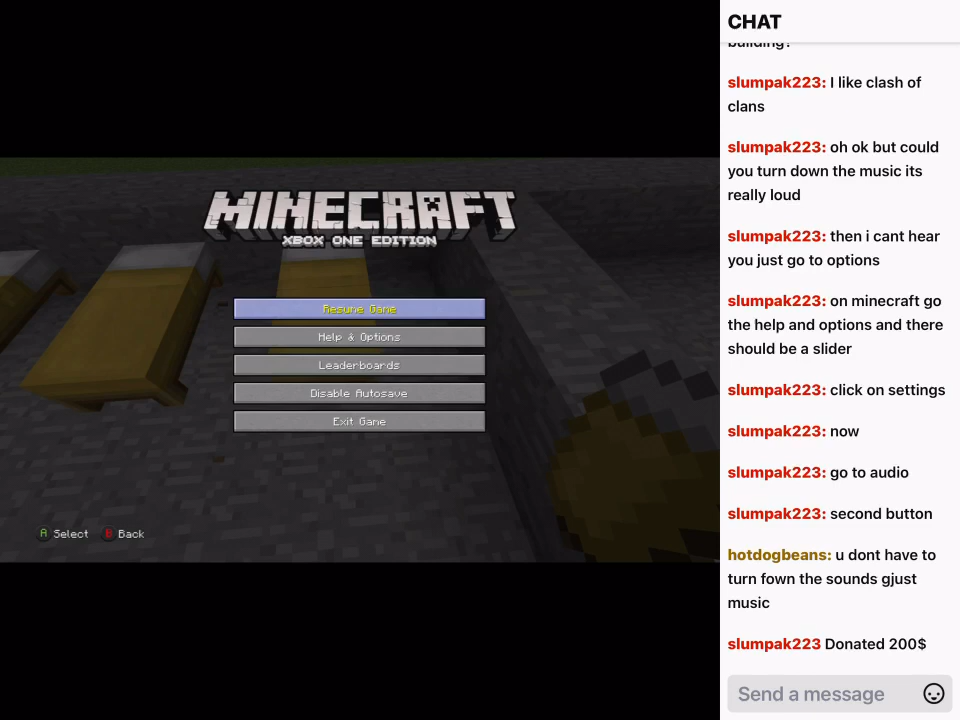 MINECRAFT
XBOX ONE EDITION
Resume Game
Help & Options
Leaderboards
Disable Autosave
Exit Game
A Select B Back
CHAT
building?
slumpak223: I like clash of
clans
slumpak223: oh ok but could
you turn down the music its
really loud
slumpak223: then i cant hear
you just go to options
slumpak223: on minecraft go
the help and options and there
should be a slider
slumpak223: click on settings
slumpak223: now
slumpak223: go to audio
slumpak223: second button
hotdogbeans: u dont have to
turn fown the sounds gjust
music
slumpak223 Donated 200$
Send a message